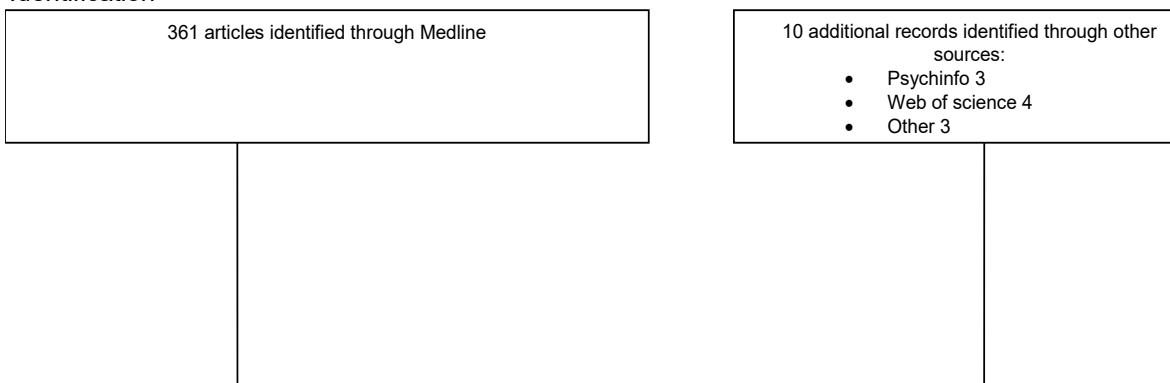 361 articles identified through Medline
10 additional records identified through other
sources:
• Psychinfo 3
• Web of science 4
• Other 3